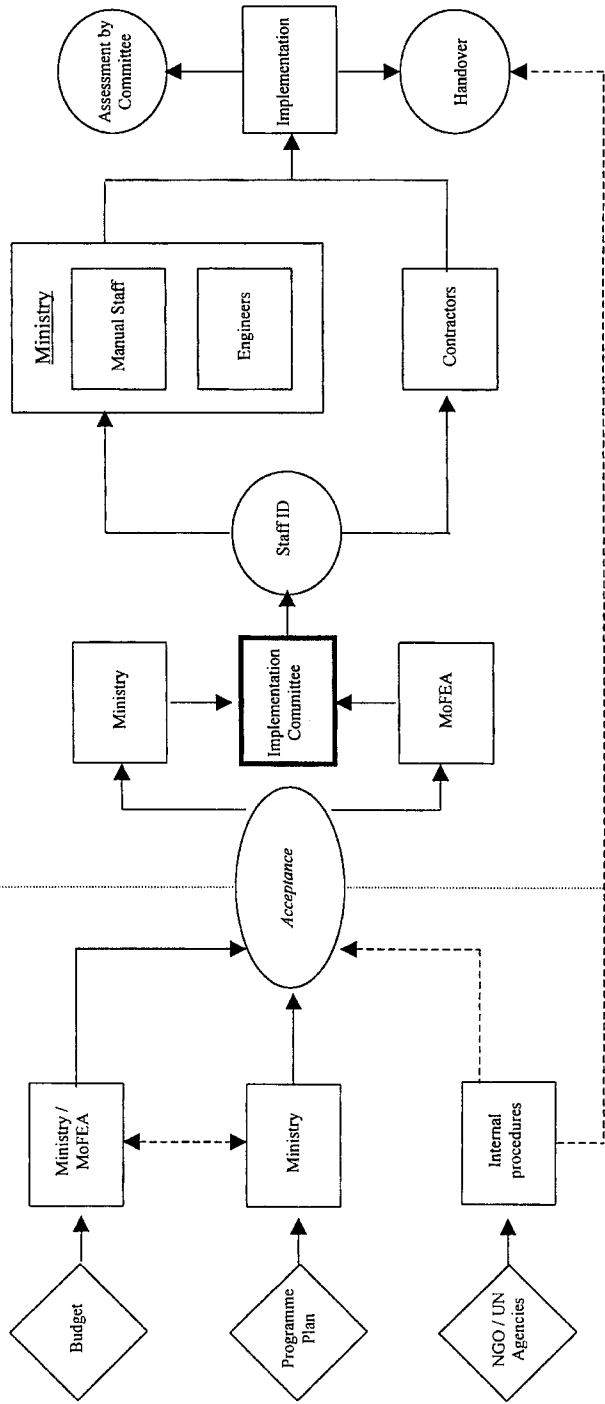 Budget
Ministry /
MoFEA
Programme
Plan
Ministry
NGO / UN
Agencies
Internal
procedures
Acceptance
Ministry
Implementation
Committee
MoFEA
Staff ID
Ministry
Manual Staff
Engineers
Contractors
Assessment by
Committee
Implementation
Handover